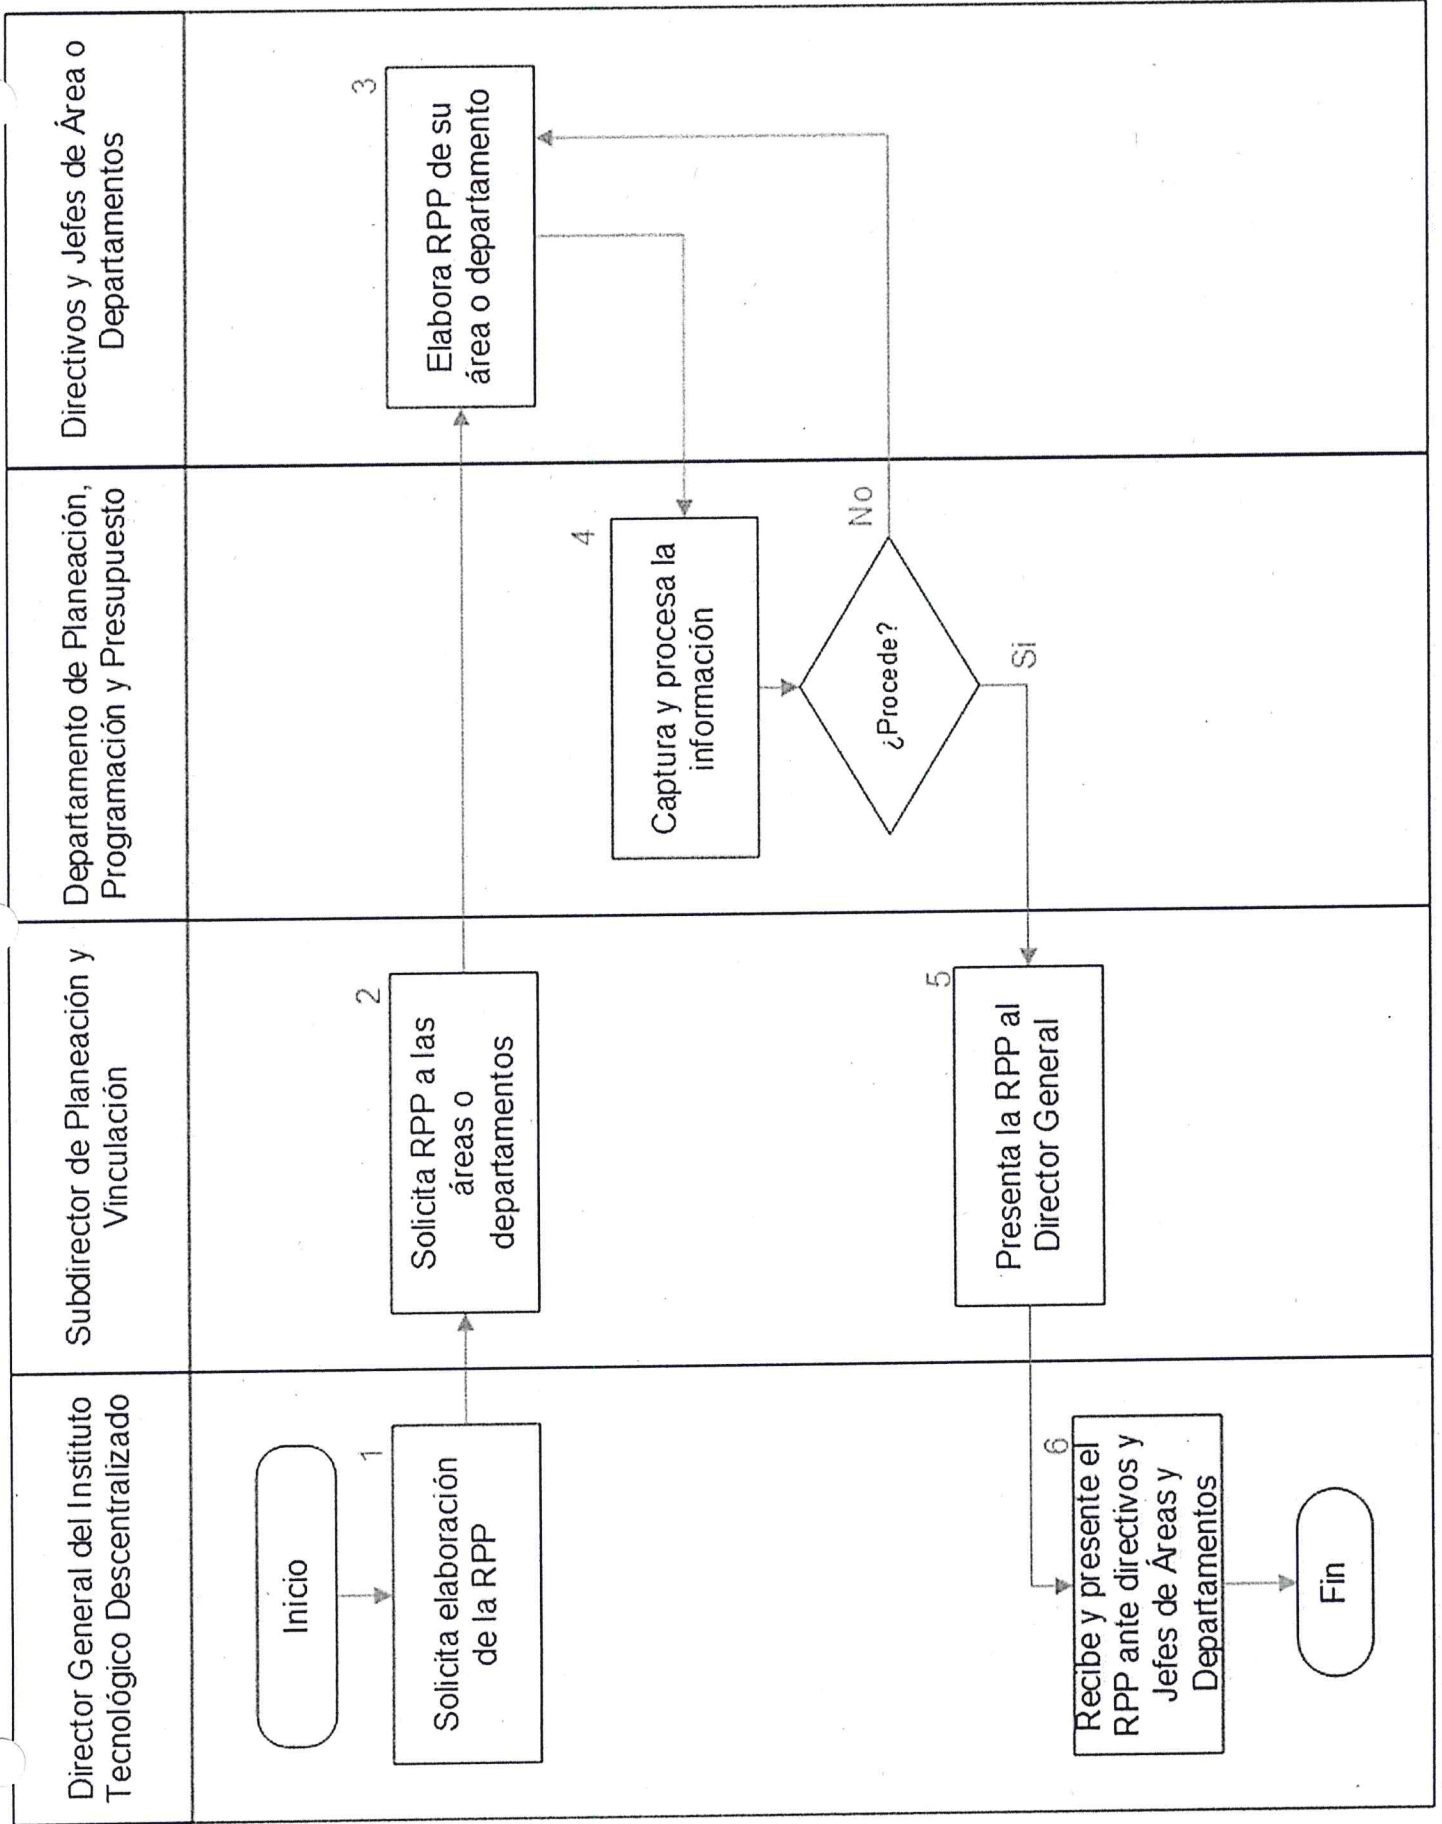 Director General del Instituto
Tecnológico Descentralizado
Subdirector de Planeación y
Vinculación
Departamento de Planeación,
Programación y Presupuesto
Directivos y Jefes de Área o
Departamentos
Inicio
1
Solicita elaboración
de la RPP
2
Solicita RPP a las
áreas o
departamentos
3
Elabora RPP de su
área o departamento
4
Captura y procesa la
información
¿Procede?
No
Si
5
Presenta la RPP al
Director General
6
Recibe y presente el
RPP ante directivos y
Jefes de Áreas y
Departamentos
Fin